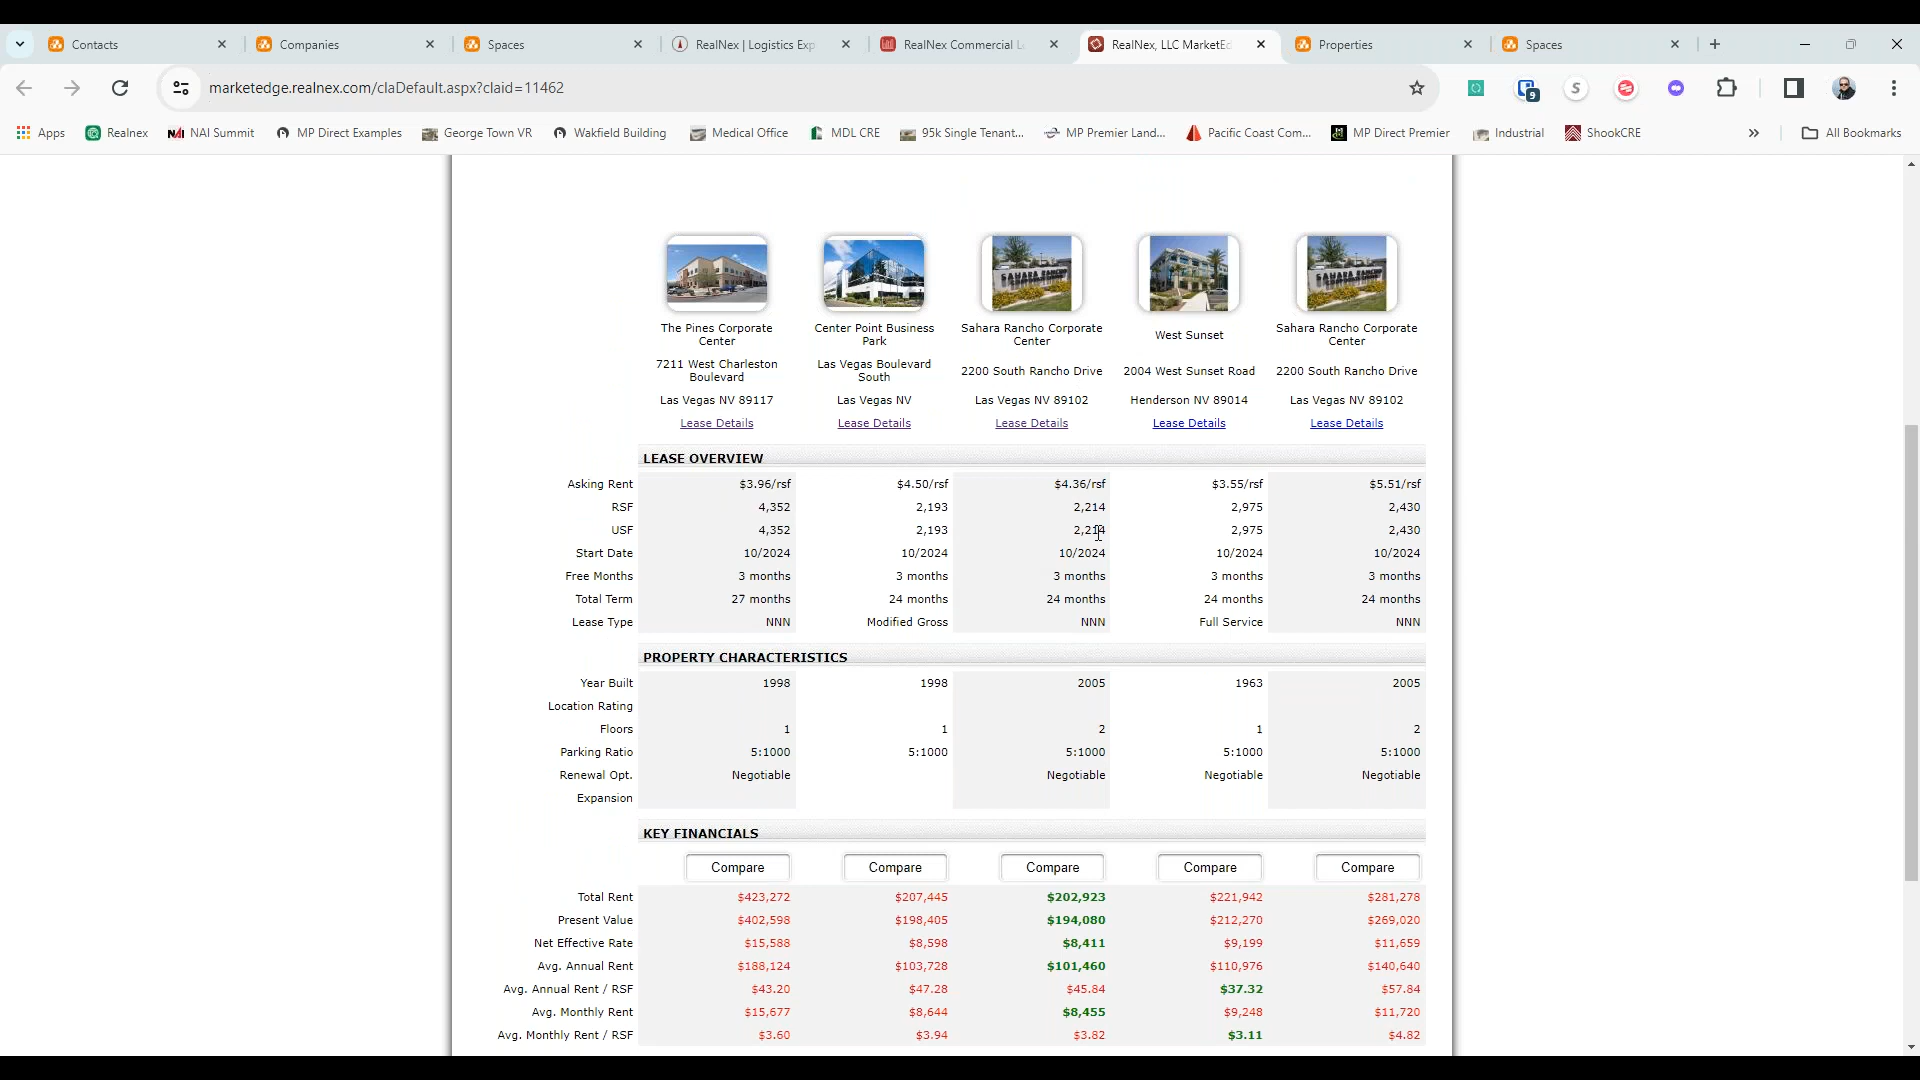 Contacts
Companies
Spaces
RealNex | Logistics Exp
RealNex Commercial L
RealNex, LLC MarketEd
Properties
Spaces
marketedge.realnex.com/claDefault.aspx?claid=11462
S
9
Apps
Realnex
NAI Summit
MP Direct Examples
George Town VR
Wakfield Building
Medical Office
MDL CRE
95k Single Tenant...
MP Premier Land...
Pacific Coast Com...
MP Direct Premier
Industrial
ShookCRE
All Bookmarks
SAHARA RANCHO
SAHARA RANCHO
The Pines Corporate Center
Center Point Business Park
Sahara Rancho Corporate Center
West Sunset
Sahara Rancho Corporate Center
7211 West Charleston Boulevard
Las Vegas Boulevard South
2200 South Rancho Drive
2004 West Sunset Road
2200 South Rancho Drive
Las Vegas NV 89117
Las Vegas NV
Las Vegas NV 89102
Henderson NV 89014
Las Vegas NV 89102
Lease Details
Lease Details
Lease Details
Lease Details
Lease Details
LEASE OVERVIEW
Asking Rent $3.96/rsf $4.50/rsf $4.36/rsf $3.55/rsf $5.51/rsf
RSF 4,352 2,193 2,214 2,975 2,430
USF 4,352 2,193 2,214 2,975 2,430
Start Date 10/2024 10/2024 10/2024 10/2024 10/2024
Free Months 3 months 3 months 3 months 3 months 3 months
Total Term 27 months 24 months 24 months 24 months 24 months
Lease Type NNN Modified Gross NNN Full Service NNN
PROPERTY CHARACTERISTICS
Year Built 1998 1998 2005 1963 2005
Location Rating
Floors 1 1 2 1 2
Parking Ratio 5:1000 5:1000 5:1000 5:1000 5:1000
Renewal Opt. Negotiable Negotiable Negotiable Negotiable
Expansion
KEY FINANCIALS
Compare Compare Compare Compare Compare
Total Rent $423,272 $207,445 $202,923 $221,942 $281,278
Present Value $402,598 $198,405 $194,080 $212,270 $269,020
Net Effective Rate $15,588 $8,598 $8,411 $9,199 $11,659
Avg. Annual Rent $188,124 $103,728 $101,460 $110,976 $140,640
Avg. Annual Rent / RSF $43.20 $47.28 $45.84 $37.32 $57.84
Avg. Monthly Rent $15,677 $8,644 $8,455 $9,248 $11,720
Avg. Monthly Rent / RSF $3.60 $3.94 $3.82 $3.11 $4.82